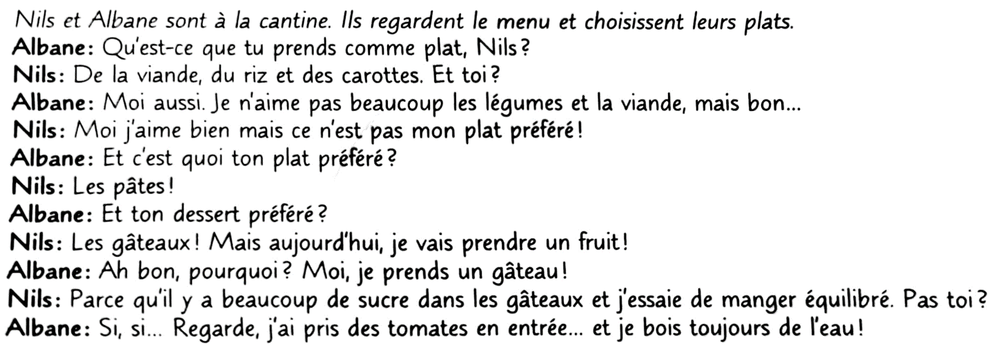 Nils et Albane sont à la cantine. Ils regardent le menu et choisissent leurs plats.
Albane: Qu'est-ce que tu prends comme plat, Nils?
Nils: De la viande, du riz et des carottes. Et toi?
Albane: Moi aussi. Je n'aime pas beaucoup les légumes et la viande, mais bon...
Nils: Moi j'aime bien mais ce n'est pas mon plat préféré!
Albane: Et c'est quoi ton plat préféré?
Nils: Les pâtes!
Albane: Et ton dessert préféré?
Nils: Les gâteaux! Mais aujourd'hui, je vais prendre un fruit!
Albane: Ah bon, pourquoi? Moi, je prends un gâteau!
Nils: Parce qu'il y a beaucoup de sucre dans les gâteaux et j'essaie de manger équilibré. Pas toi?
Albane: Si, si... Regarde, j'ai pris des tomates en entrée... et je bois toujours de l'eau!